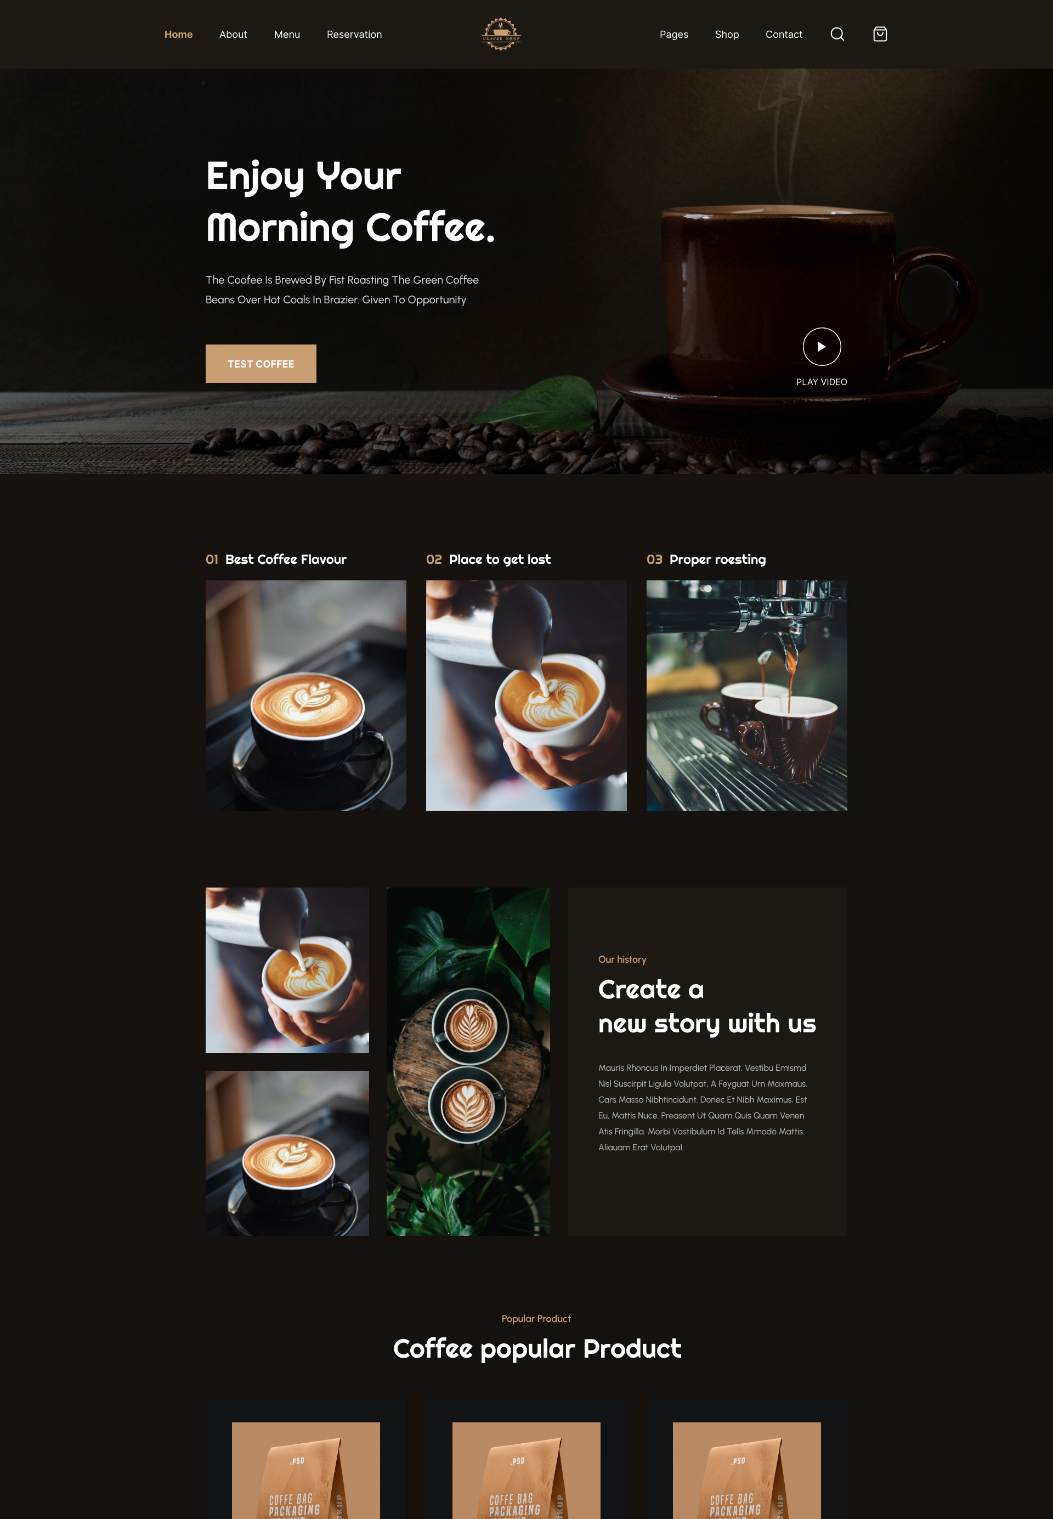 Home About Menu Reservation
COFFEE SHOP
Pages Shop Contact
Enjoy Your
Morning Coffee.
The Coofee Is Brewed By Fist Roasting The Green Coffee
Beans Over Hot Coals In Brazier. Given To Opportunity
TEST COFFEE
PLAY VIDEO
01 Best Coffee Flavour
02 Place to get lost
03 Proper roesting
Our history
Create a
new story with us
Mauris Rhoncus In Imperdiet Placerat. Vestibu Emismd
Nisl Suscirpit Ligula Volutpat. A Feyguat Urn Maxmaus,
Cars Massa Nibhtincidunt. Donec Et Nibh Maximus, Est
Eu, Mattis Nuce. Preasent Ut Quam Quis Quam Venen
Atis Fringilla. Morbi Vastibulum Id Tells Mmodo Mattis.
Aliauam Erat Volutpal.
Popular Product
Coffee popular Product
.PSD
COFFE BAG
PACKAGING
.PSD
COFFE BAG
PACKAGING
.PSD
COFFE BAG
PACKAGING